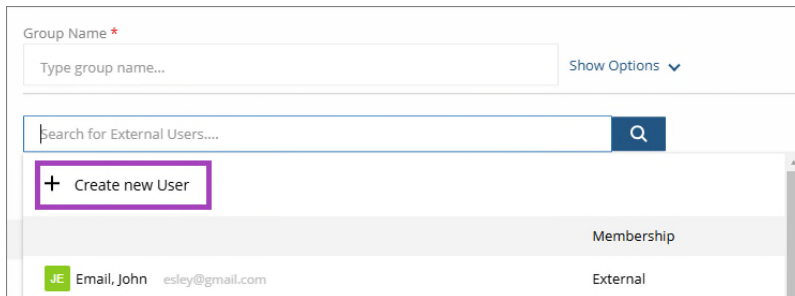 Group Name *
Type group name...
Show Options
Search for External Users....
+ Create new User
Membership
JE Email, John esley@gmail.com External